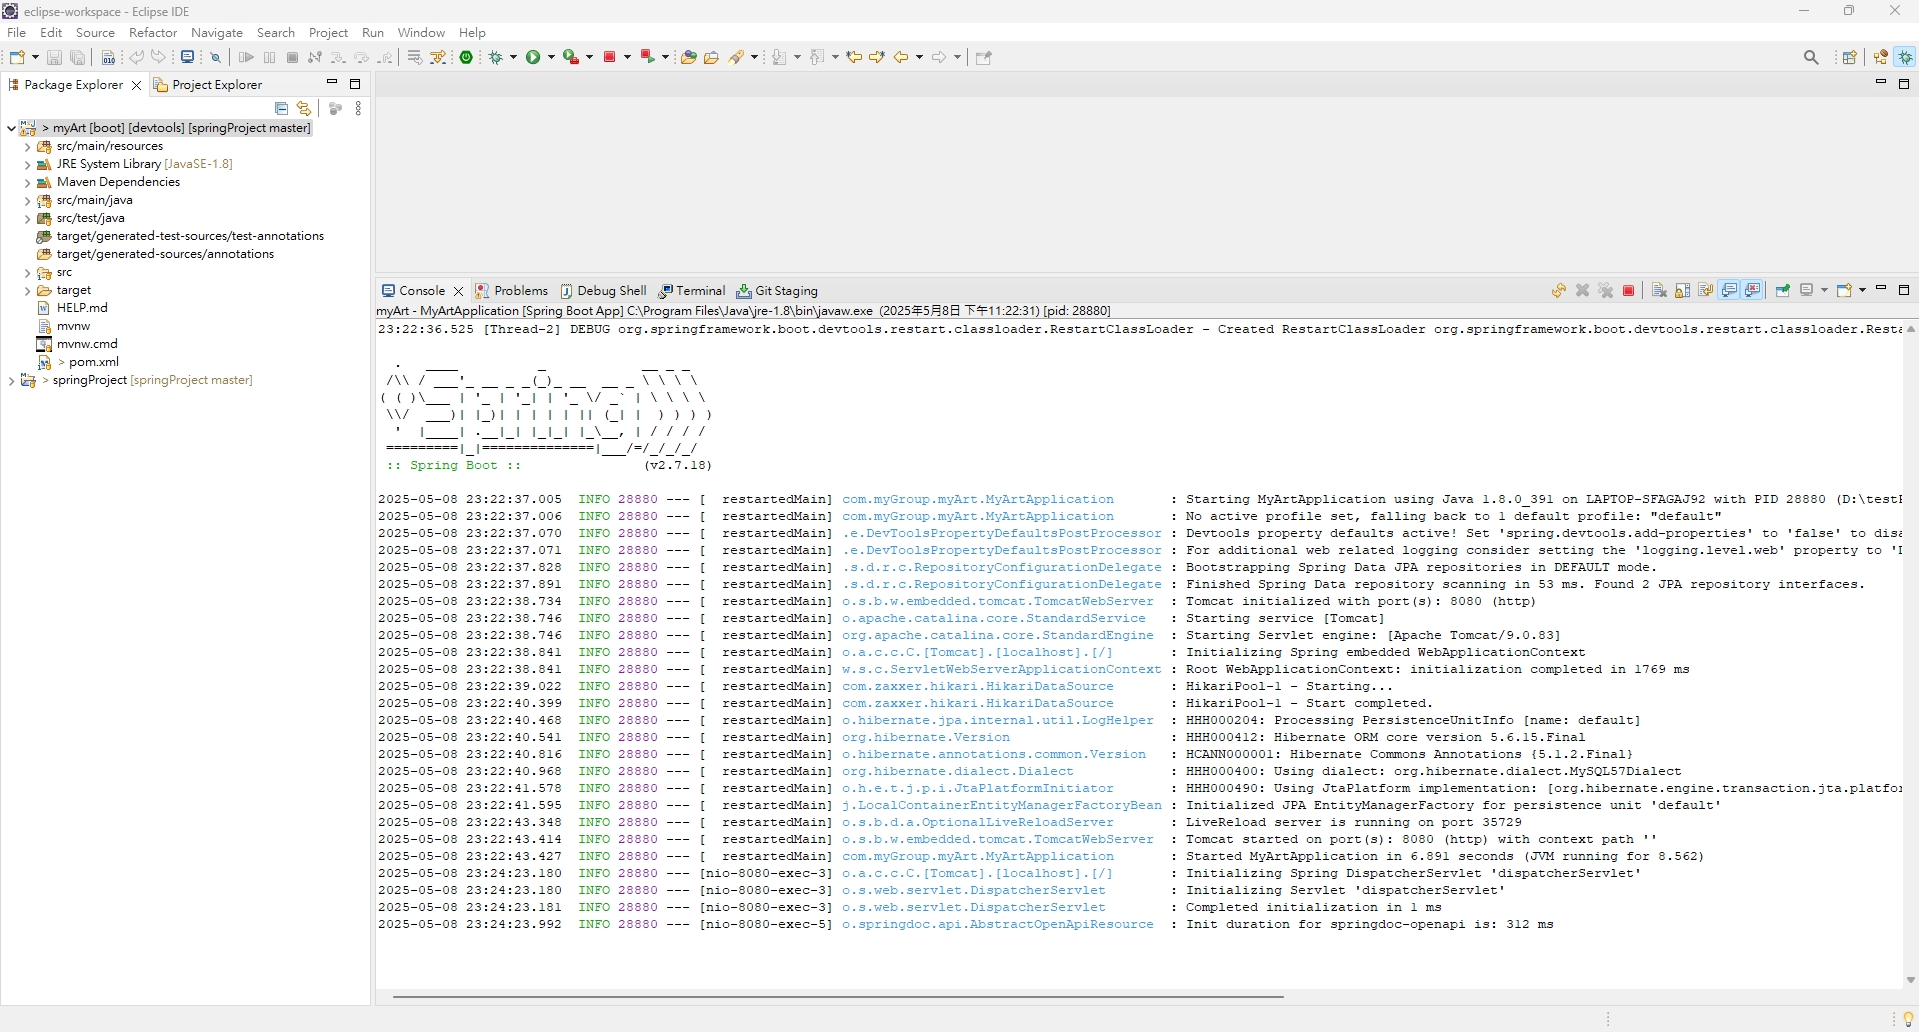 eclipse-workspace - Eclipse IDE
File Edit Source Refactor Navigate Search Project Run Window Help
Package Explorer Project Explorer
> myArt [boot] [devtools] [springProject master]
src/main/resources
JRE System Library [JavaSE-1.8]
Maven Dependencies
src/main/java
src/test/java
target/generated-test-sources/test-annotations
target/generated-sources/annotations
src
target
HELP.md
mvnw
mvnw.cmd
> pom.xml
> springProject [springProject master]
Console Problems Debug Shell Terminal Git Staging
myArt - MyArtApplication [Spring Boot App] C:\Program Files\Java\jre-1.8\bin\javaw.exe (2025年5月8日 下午11:22:31) [pid: 28880]
23:22:36.525 [Thread-2] DEBUG org.springframework.boot.devtools.restart.classloader.RestartClassLoader - Created RestartClassLoader org.springframework.boot.devtools.restart.classloader.Resta
:: Spring Boot :: (v2.7.18)
2025-05-08 23:22:37.005 INFO 28880 --- [ restartedMain] com.myGroup.myArt.MyArtApplication : Starting MyArtApplication using Java 1.8.0_391 on LAPTOP-SFAGAJ92 with PID 28880 (D:\test
2025-05-08 23:22:37.006 INFO 28880 --- [ restartedMain] com.myGroup.myArt.MyArtApplication : No active profile set, falling back to 1 default profile: "default"
2025-05-08 23:22:37.070 INFO 28880 --- [ restartedMain] .e.DevToolsPropertyDefaultsPostProcessor : Devtools property defaults active! Set 'spring.devtools.add-properties' to 'false' to disa
2025-05-08 23:22:37.071 INFO 28880 --- [ restartedMain] .e.DevToolsPropertyDefaultsPostProcessor : For additional web related logging consider setting the 'logging.level.web' property to '
2025-05-08 23:22:37.828 INFO 28880 --- [ restartedMain] .s.d.r.c.RepositoryConfigurationDelegate : Bootstrapping Spring Data JPA repositories in DEFAULT mode.
2025-05-08 23:22:37.891 INFO 28880 --- [ restartedMain] .s.d.r.c.RepositoryConfigurationDelegate : Finished Spring Data repository scanning in 53 ms. Found 2 JPA repository interfaces.
2025-05-08 23:22:38.734 INFO 28880 --- [ restartedMain] o.s.b.w.embedded.tomcat.TomcatWebServer : Tomcat initialized with port(s): 8080 (http)
2025-05-08 23:22:38.746 INFO 28880 --- [ restartedMain] o.apache.catalina.core.StandardService : Starting service [Tomcat]
2025-05-08 23:22:38.746 INFO 28880 --- [ restartedMain] org.apache.catalina.core.StandardEngine : Starting Servlet engine: [Apache Tomcat/9.0.83]
2025-05-08 23:22:38.841 INFO 28880 --- [ restartedMain] o.a.c.c.C.[Tomcat].[localhost].[/] : Initializing Spring embedded WebApplicationContext
2025-05-08 23:22:38.841 INFO 28880 --- [ restartedMain] w.s.c.ServletWebServerApplicationContext : Root WebApplicationContext: initialization completed in 1769 ms
2025-05-08 23:22:39.022 INFO 28880 --- [ restartedMain] com.zaxxer.hikari.HikariDataSource : HikariPool-1 - Starting...
2025-05-08 23:22:40.399 INFO 28880 --- [ restartedMain] com.zaxxer.hikari.HikariDataSource : HikariPool-1 - Start completed.
2025-05-08 23:22:40.468 INFO 28880 --- [ restartedMain] o.hibernate.jpa.internal.util.LogHelper : HHH000204: Processing PersistenceUnitInfo [name: default]
2025-05-08 23:22:40.541 INFO 28880 --- [ restartedMain] org.hibernate.Version : HHH000412: Hibernate ORM core version 5.6.15.Final
2025-05-08 23:22:40.816 INFO 28880 --- [ restartedMain] o.hibernate.annotations.common.Version : HCANN000001: Hibernate Commons Annotations {5.1.2.Final}
2025-05-08 23:22:40.968 INFO 28880 --- [ restartedMain] org.hibernate.dialect.Dialect : HHH000400: Using dialect: org.hibernate.dialect.MySQL57Dialect
2025-05-08 23:22:41.578 INFO 28880 --- [ restartedMain] o.h.e.t.j.p.i.JtaPlatformInitiator : HHH000490: Using JtaPlatform implementation: [org.hibernate.engine.transaction.jta.platfo
2025-05-08 23:22:41.595 INFO 28880 --- [ restartedMain] j.LocalContainerEntityManagerFactoryBean : Initialized JPA EntityManagerFactory for persistence unit 'default'
2025-05-08 23:22:43.348 INFO 28880 --- [ restartedMain] o.s.b.d.a.OptionalLiveReloadServer : LiveReload server is running on port 35729
2025-05-08 23:22:43.414 INFO 28880 --- [ restartedMain] o.s.b.w.embedded.tomcat.TomcatWebServer : Tomcat started on port(s): 8080 (http) with context path ''
2025-05-08 23:22:43.427 INFO 28880 --- [ restartedMain] com.myGroup.myArt.MyArtApplication : Started MyArtApplication in 6.891 seconds (JVM running for 8.562)
2025-05-08 23:24:23.180 INFO 28880 --- [nio-8080-exec-3] o.a.c.c.C.[Tomcat].[localhost].[/] : Initializing Spring DispatcherServlet 'dispatcherServlet'
2025-05-08 23:24:23.180 INFO 28880 --- [nio-8080-exec-3] o.s.web.servlet.DispatcherServlet : Initializing Servlet 'dispatcherServlet'
2025-05-08 23:24:23.181 INFO 28880 --- [nio-8080-exec-3] o.s.web.servlet.DispatcherServlet : Completed initialization in 1 ms
2025-05-08 23:24:23.992 INFO 28880 --- [nio-8080-exec-5] o.springdoc.api.AbstractOpenApiResource : Init duration for springdoc-openapi is: 312 ms